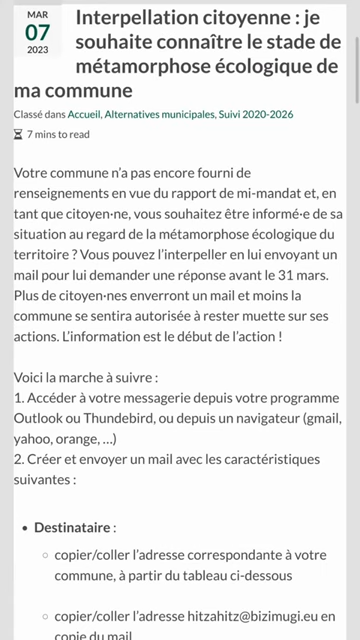 MAR
07
2023
Interpellation citoyenne : je
souhaite connaître le stade de
métamorphose écologique de
ma commune
Classé dans Accueil, Alternatives municipales, Suivi 2020-2026
7 mins to read
Votre commune n’a pas encore fourni de
renseignements en vue du rapport de mi-mandat et, en
tant que citoyen·ne, vous souhaitez être informé·e de sa
situation au regard de la métamorphose écologique du
territoire ? Vous pouvez l’interpeller en lui envoyant un
mail pour lui demander une réponse avant le 31 mars.
Plus de citoyen·nes enverront un mail et moins la
commune se sentira autorisée à rester muette sur ses
actions. L’information est le début de l’action !
Voici la marche à suivre :
1. Accéder à votre messagerie depuis votre programme
Outlook ou Thundebird, ou depuis un navigateur (gmail,
yahoo, orange, …)
2. Créer et envoyer un mail avec les caractéristiques
suivantes :
• Destinataire :
◦ copier/coller l’adresse correspondante à votre
commune, à partir du tableau ci-dessous
◦ copier/coller l’adresse hitzahitz@bizimugi.eu en
copie du mail